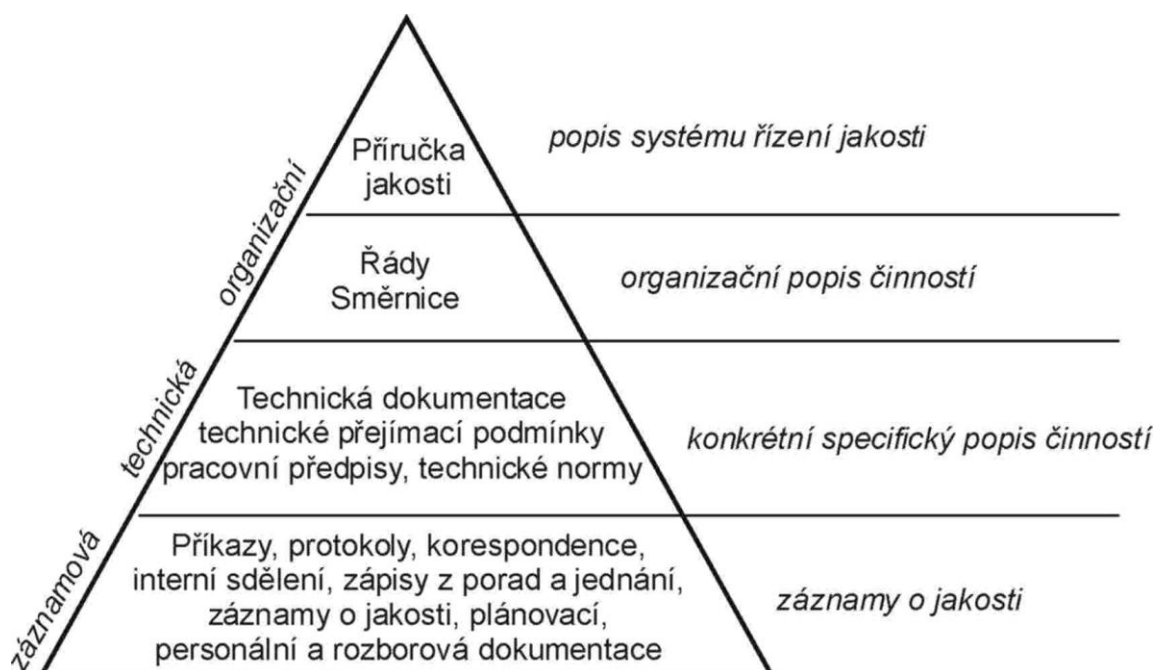 Příručka
jakosti
popis systému řízení jakosti
organizační
Řády
Směrnice
organizační popis činností
technická
Technická dokumentace
technické přejímací podmínky
pracovní předpisy, technické normy
konkrétní specifický popis činností
záznamová
Příkazy, protokoly, korespondence,
interní sdělení, zápisy z porad a jednání,
záznamy o jakosti, plánovací,
personální a rozborová dokumentace
záznamy o jakosti